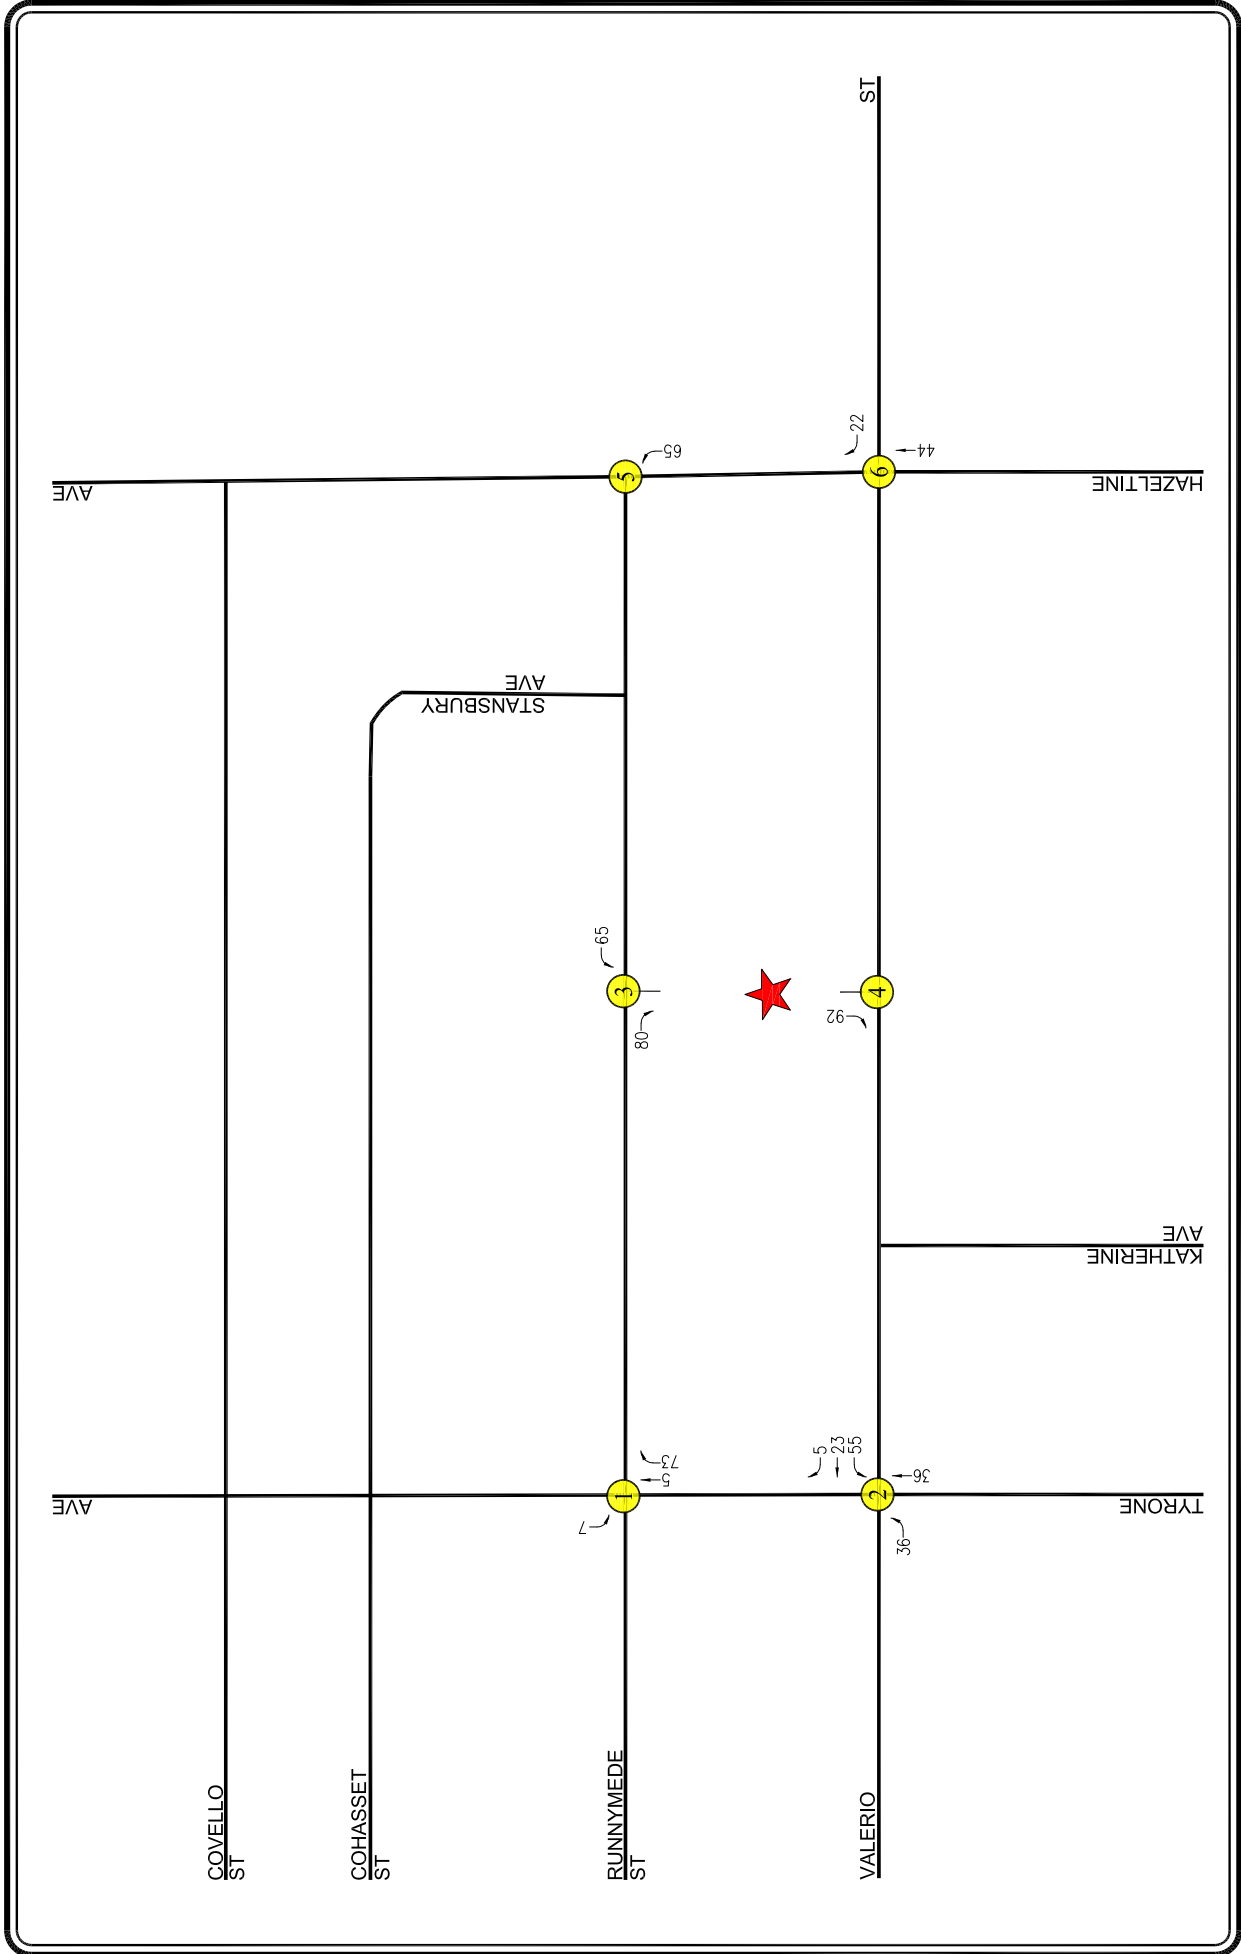 COVELLO
ST
COHASSET
ST
RUNNYMEDE
ST
VALERIO
ST
TYRONE
AVE
KATHERINE
AVE
STANSBURY
AVE
HAZELTINE
AVE
1
7
5
73
2
5
23
55
36
36
3
65
80
4
92
5
65
6
22
44